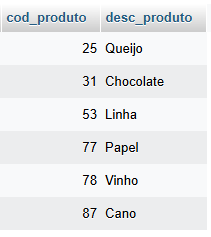 cod_produto desc_produto
25 Queijo
31 Chocolate
53 Linha
77 Papel
78 Vinho
87 Cano